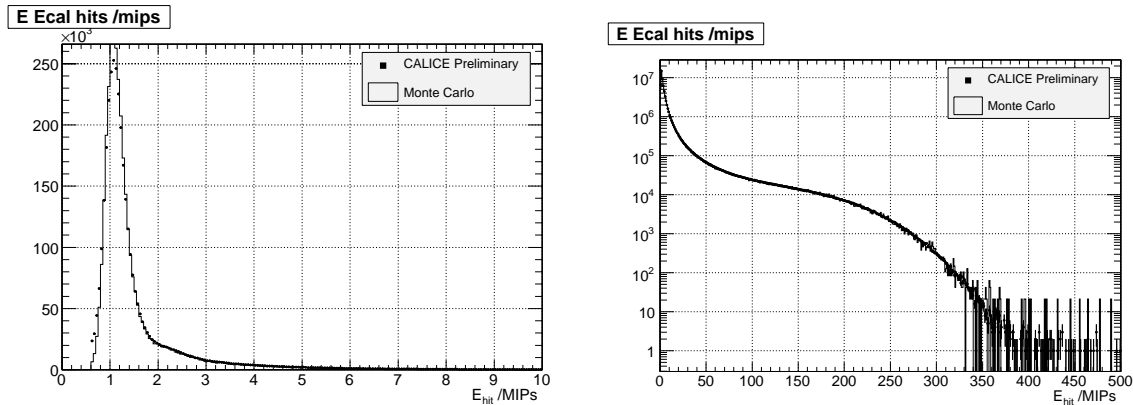 E Ecal hits /mips
×10³
250
200
150
100
50
0
0 1 2 3 4 5 6 7 8 9 10
E_hit /MIPs
CALICE Preliminary
Monte Carlo
E Ecal hits /mips
10⁷
10⁶
10⁵
10⁴
10³
10²
10
1
0 50 100 150 200 250 300 350 400 450 500
E_hit /MIPs
CALICE Preliminary
Monte Carlo